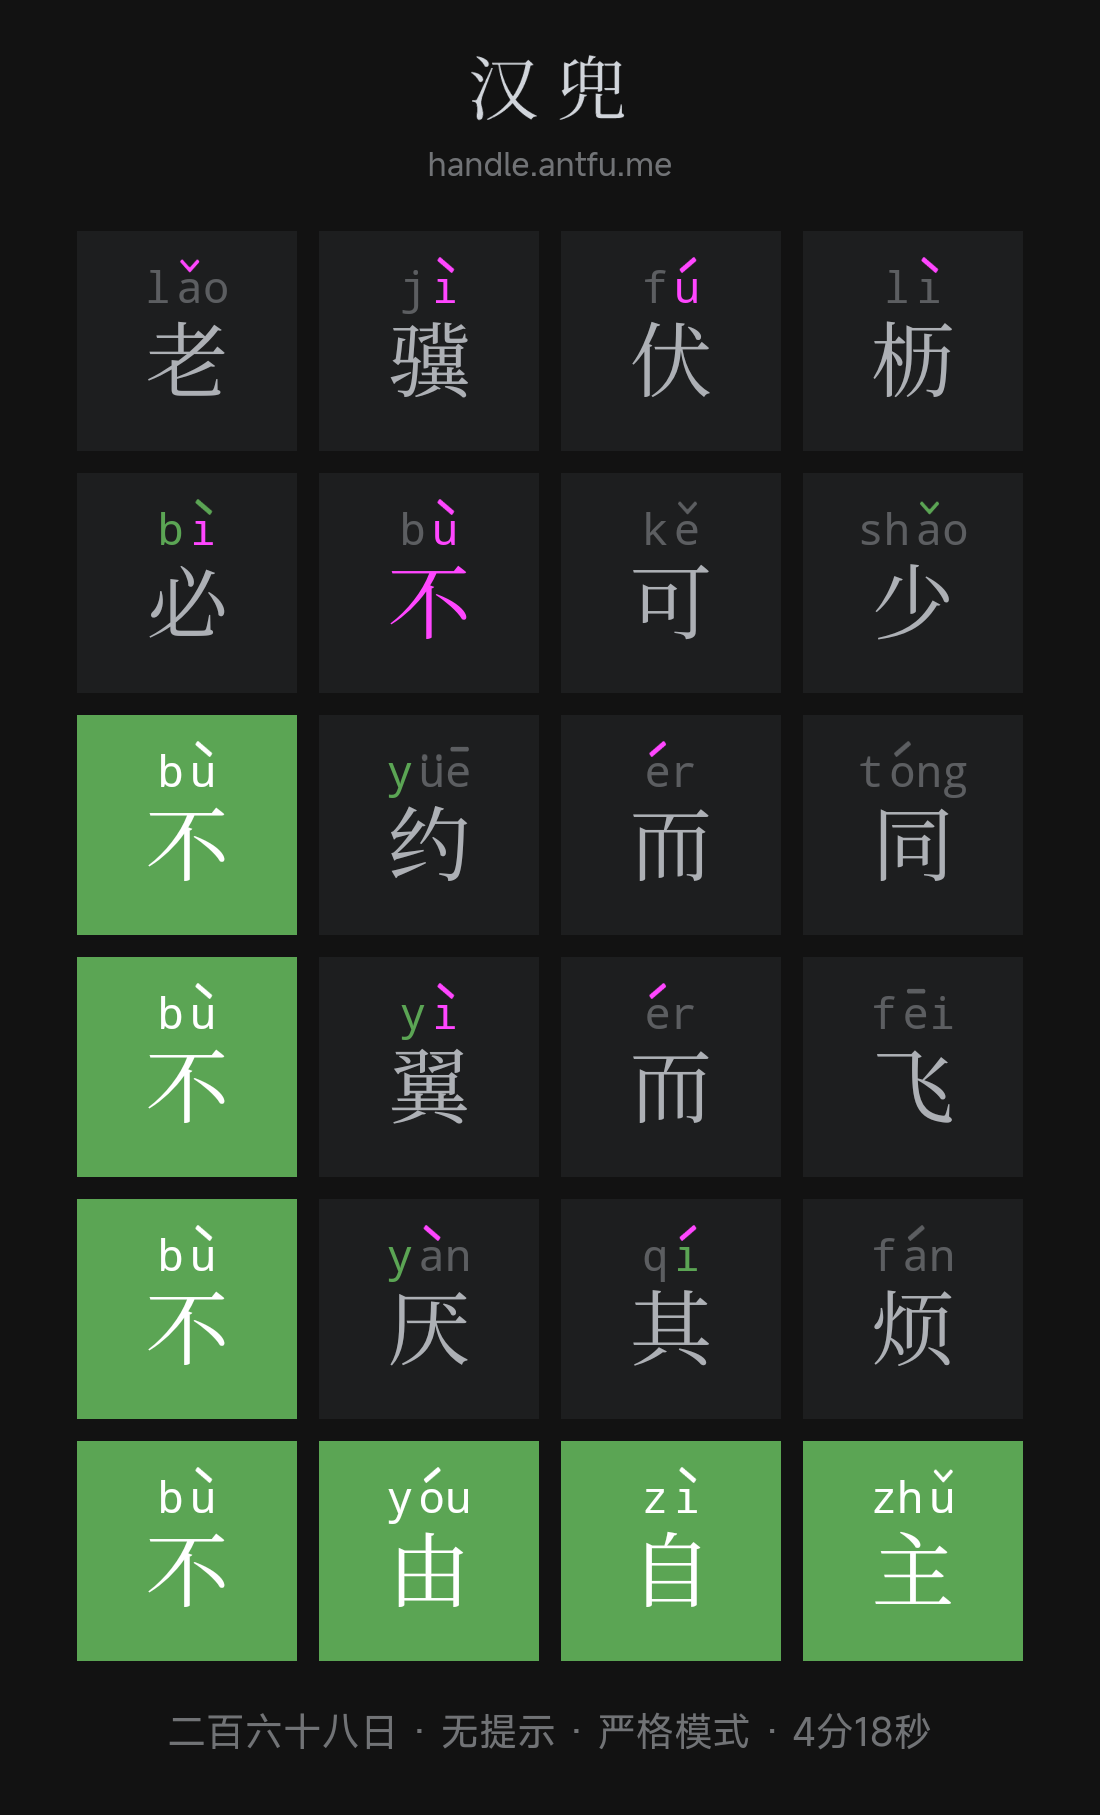 汉兜
handle.antfu.me
lǎo jì fú lì
老 骥 伏 枥
bì bù kě shǎo
必 不 可 少
bù yüē ér tóng
不 约 而 同
bù yì ér fēi
不 翼 而 飞
bù yàn qí fán
不 厌 其 烦
bù yóu zì zhǔ
不 由 自 主
二百六十八日 · 无提示 · 严格模式 · 4分18秒